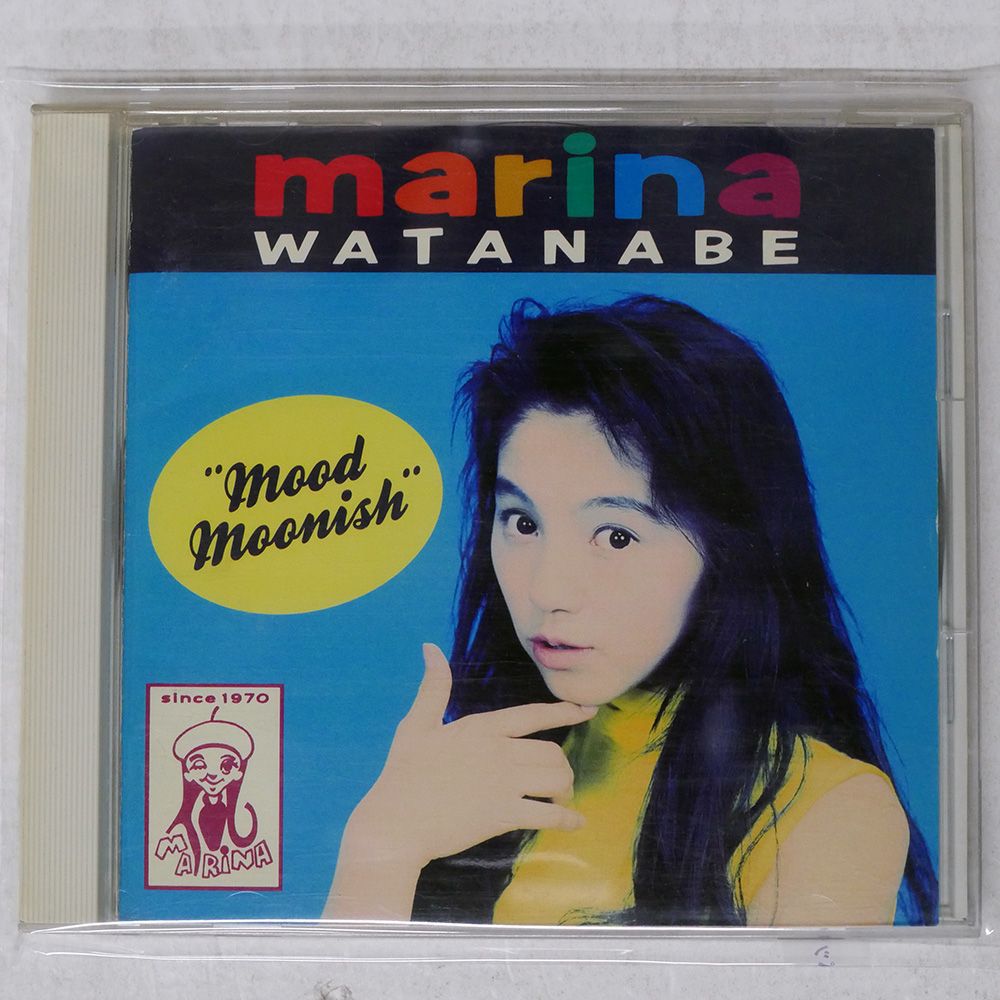 marina
WATANABE
"Mood
Moonish"
since 1970
MARiNA